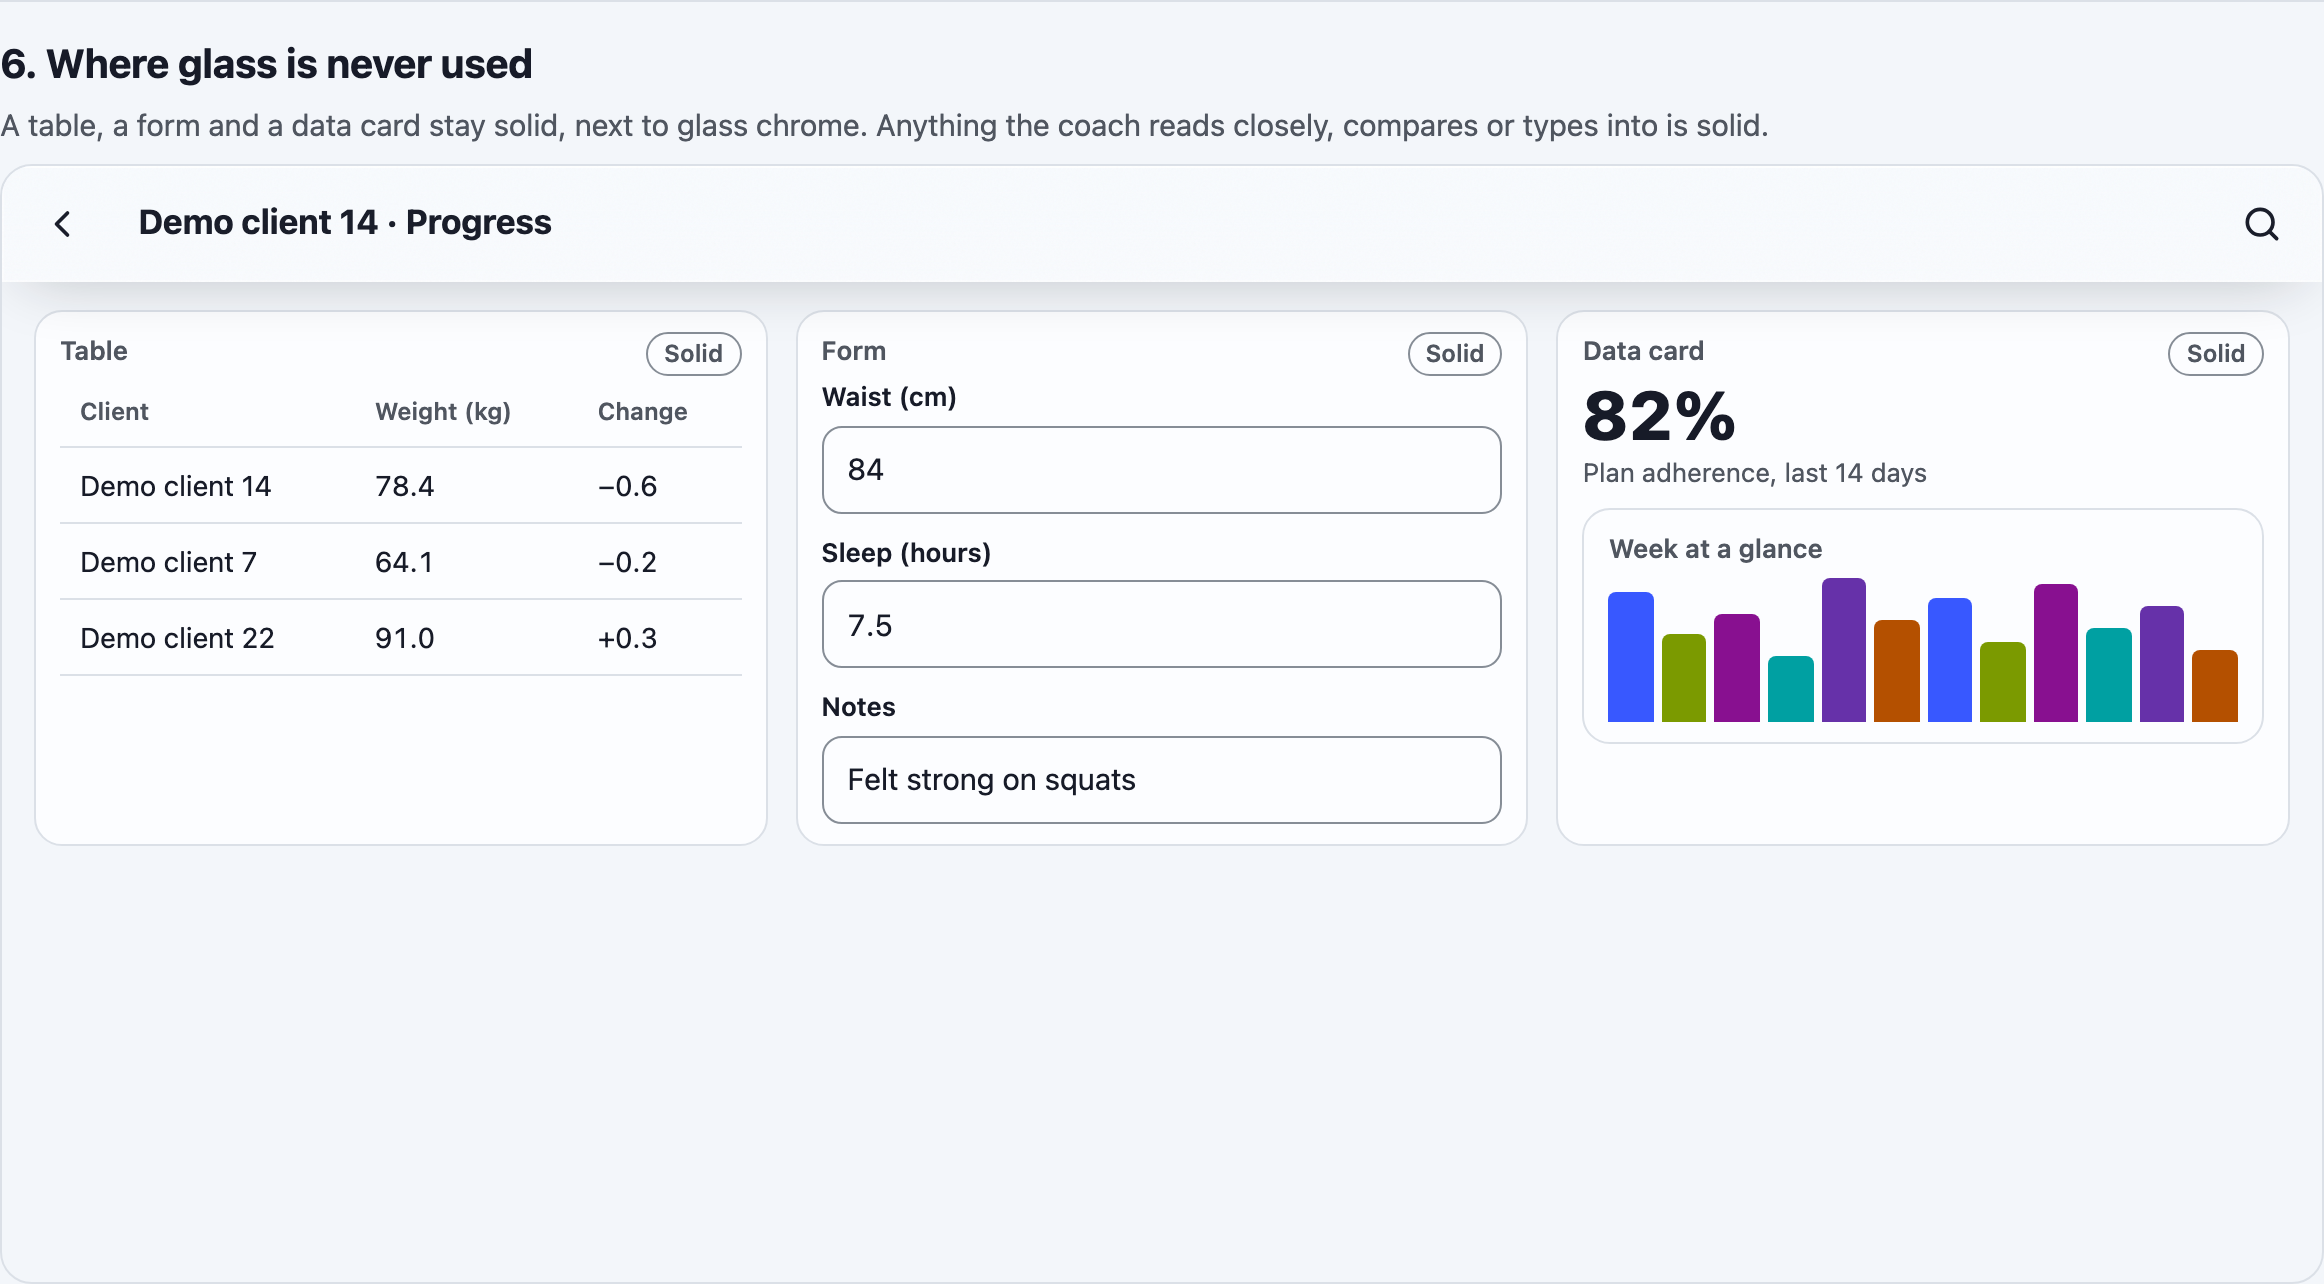 6. Where glass is never used
A table, a form and a data card stay solid, next to glass chrome. Anything the coach reads closely, compares or types into is solid.
Demo client 14 · Progress
Table
Solid
Client Weight (kg) Change
Demo client 14 78.4 −0.6
Demo client 7 64.1 −0.2
Demo client 22 91.0 +0.3
Form
Solid
Waist (cm)
84
Sleep (hours)
7.5
Notes
Felt strong on squats
Data card
Solid
82%
Plan adherence, last 14 days
Week at a glance